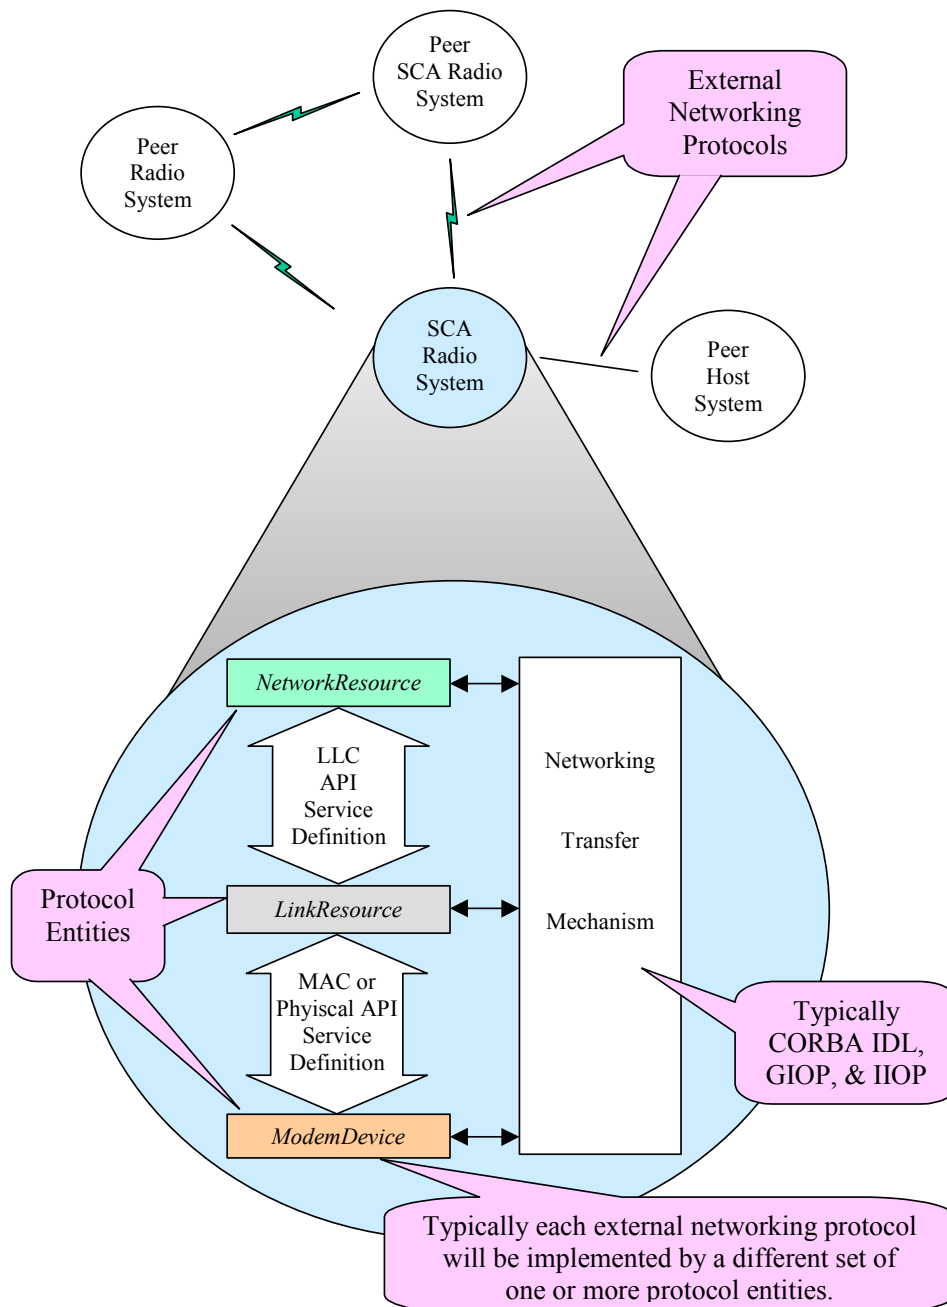 Peer
SCA Radio
System
External
Networking
Protocols
Peer
Radio
System
SCA
Radio
System
Peer
Host
System
NetworkResource
LLC
API
Service
Definition
Networking
Transfer
Mechanism
Protocol
Entities
LinkResource
MAC or
Phyiscal API
Service
Definition
Typically
CORBA IDL,
GIOP, & IIOP
ModemDevice
Typically each external networking protocol
will be implemented by a different set of
one or more protocol entities.